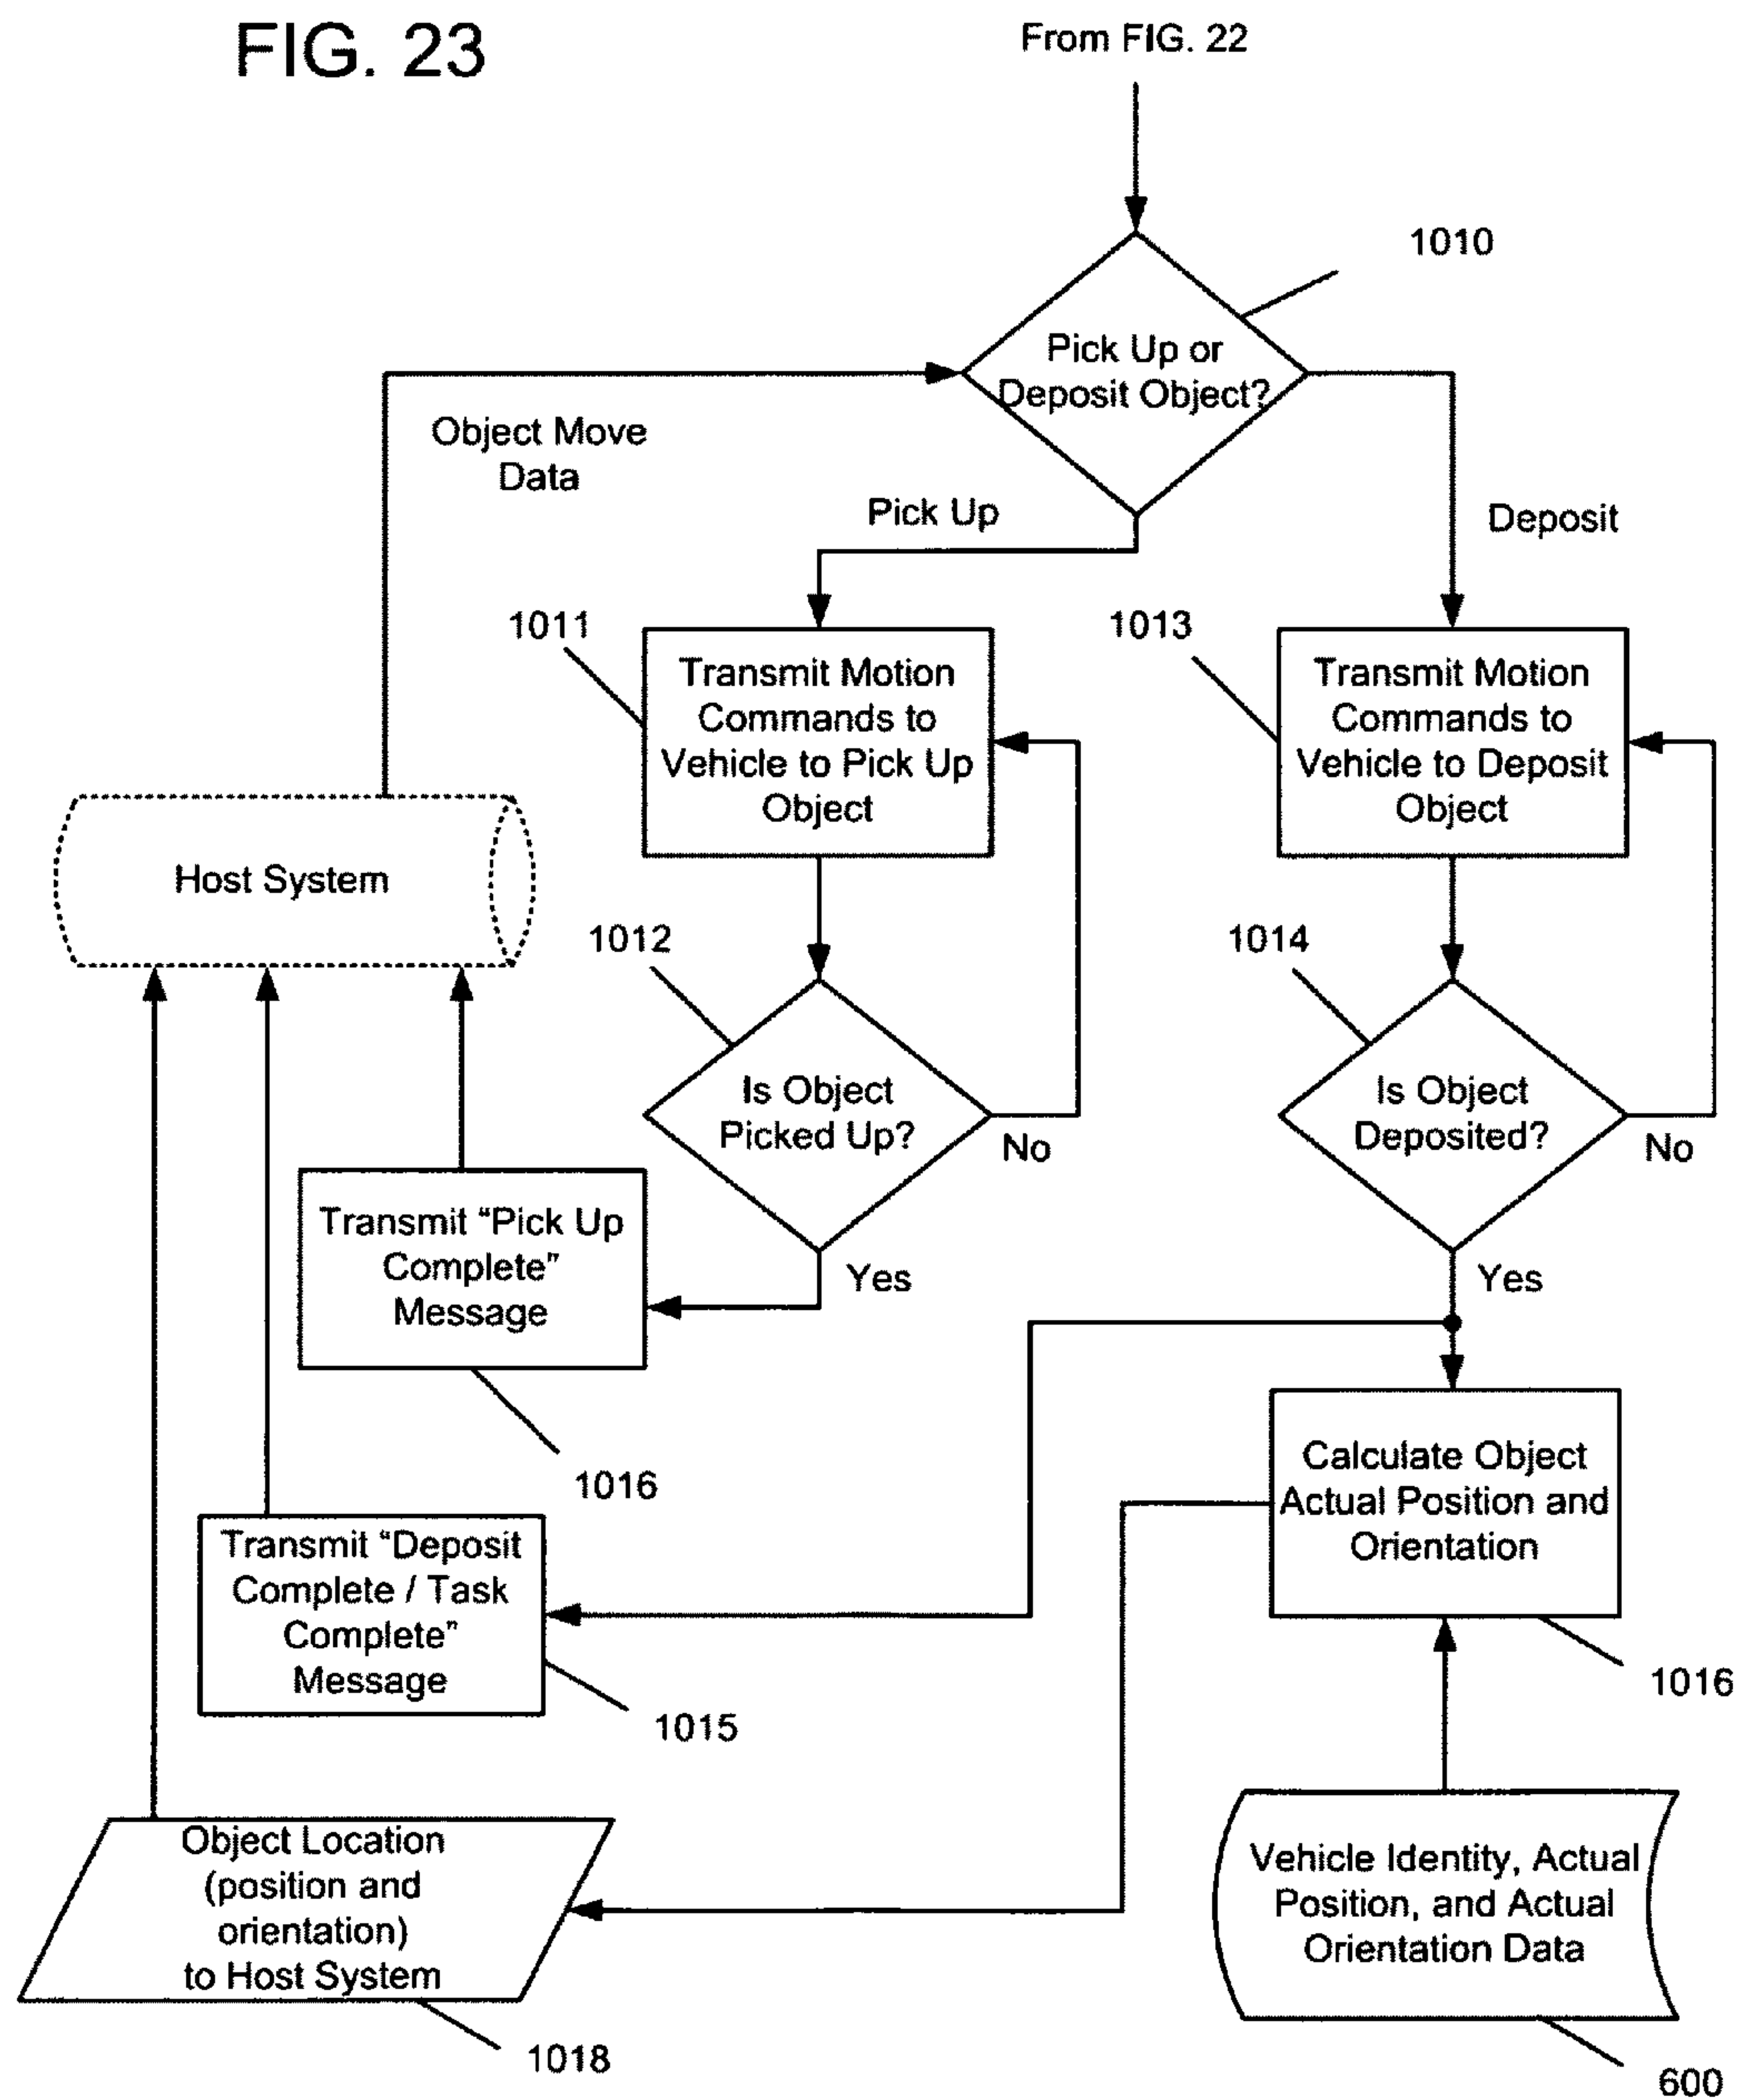 FIG. 23
From FIG. 22
1010
Pick Up or
Deposit Object?
Object Move
Data
Pick Up
Deposit
1011
Transmit Motion
Commands to
Vehicle to Pick Up
Object
1013
Transmit Motion
Commands to
Vehicle to Deposit
Object
Host System
1012
Is Object
Picked Up?
No
Yes
1014
Is Object
Deposited?
No
Yes
Transmit “Pick Up
Complete”
Message
1016
Transmit “Deposit
Complete / Task
Complete”
Message
1015
Calculate Object
Actual Position and
Orientation
1016
Object Location
(position and
orientation)
to Host System
1018
Vehicle Identity, Actual
Position, and Actual
Orientation Data
600